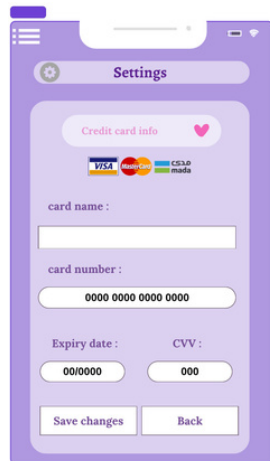 Settings
Credit card info
VISA MasterCard مدى
mada
card name :
card number :
0000 0000 0000 0000
Expiry date : CVV :
00/0000 000
Save changes Back